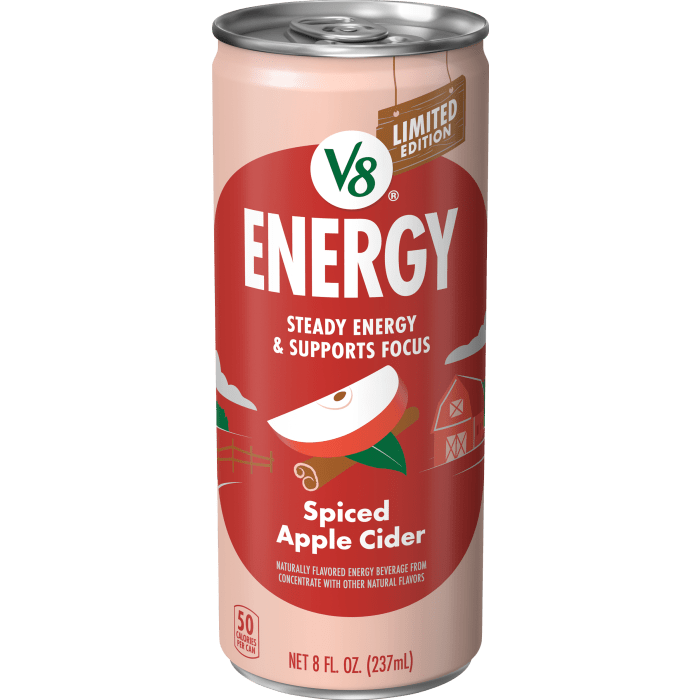 LIMITED
EDITION
V8®
ENERGY
STEADY ENERGY
& SUPPORTS FOCUS
Spiced
Apple Cider
NATURALLY FLAVORED ENERGY BEVERAGE FROM
CONCENTRATE WITH OTHER NATURAL FLAVORS
50
CALORIES
PER CAN
NET 8 FL. OZ. (237mL)